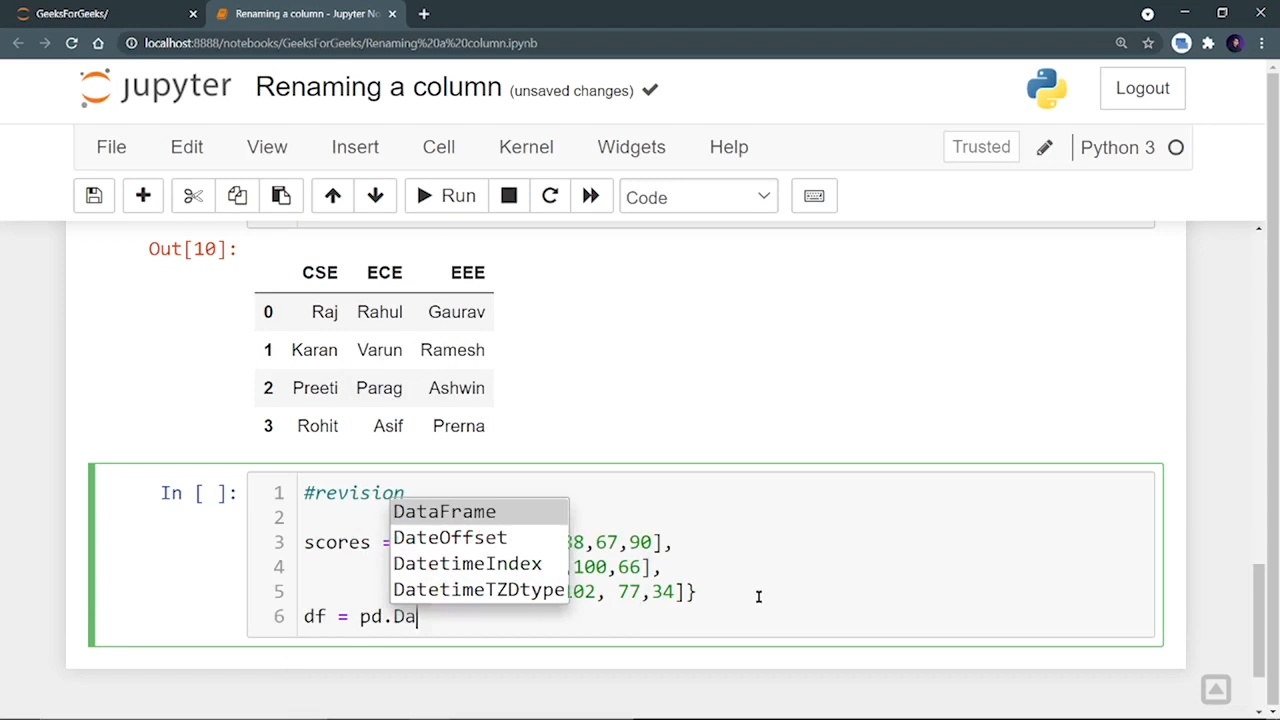 GeeksForGeeks/
Renaming a column - Jupyter No
localhost:8888/notebooks/GeeksForGeeks/Renaming%20a%20column.ipynb
jupyter Renaming a column (unsaved changes)
Logout
File Edit View Insert Cell Kernel Widgets Help
Trusted
Python 3
Run
Code
Out[10]:
CSE ECE EEE
0 Raj Rahul Gaurav
1 Karan Varun Ramesh
2 Preeti Parag Ashwin
3 Rohit Asif Prerna
In [ ]:
1 #revision
2
3 scores = 88,67,90],
4 ,100,66],
5 102, 77,34]}
6 df = pd.Da
DataFrame
DateOffset
DatetimeIndex
DatetimeTZDtype